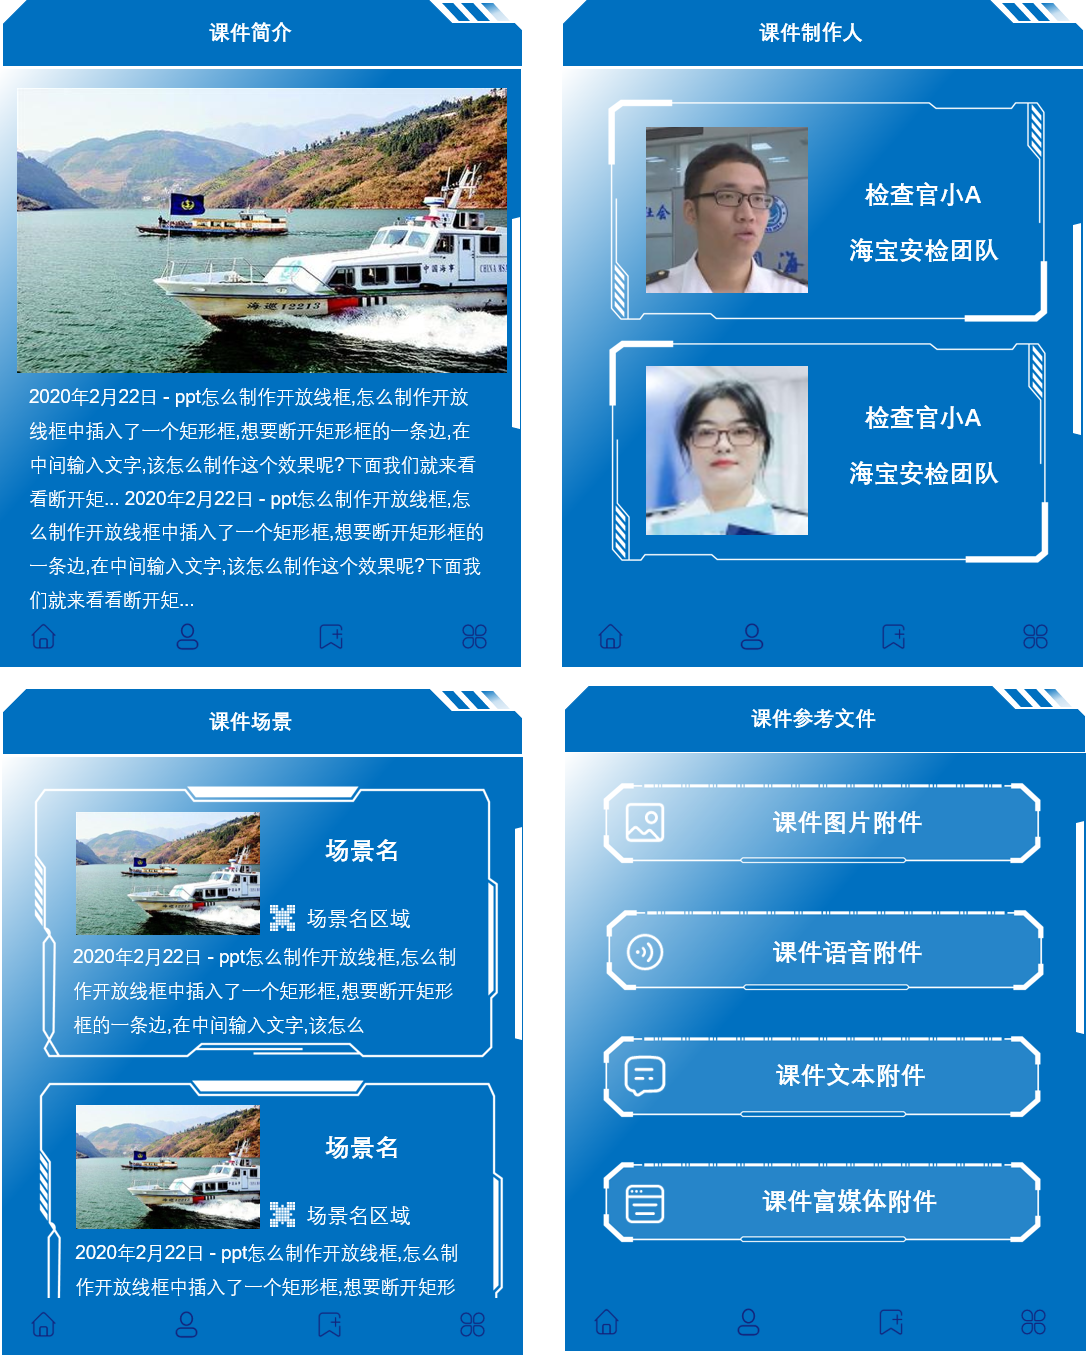 课件简介
中国海事
CHINA MSA
海巡12213
2020年2月22日 - ppt怎么制作开放线框,怎么制作开放
线框中插入了一个矩形框,想要断开矩形框的一条边,在
中间输入文字,该怎么制作这个效果呢?下面我们就来看
看断开矩... 2020年2月22日 - ppt怎么制作开放线框,怎
么制作开放线框中插入了一个矩形框,想要断开矩形框的
一条边,在中间输入文字,该怎么制作这个效果呢?下面我
们就来看看断开矩...
课件制作人
社会
海
检查官小A
海宝安检团队
检查官小A
海宝安检团队
课件场景
场景名
场景名区域
2020年2月22日 - ppt怎么制作开放线框,怎么制
作开放线框中插入了一个矩形框,想要断开矩形
框的一条边,在中间输入文字,该怎么
场景名
场景名区域
2020年2月22日 - ppt怎么制作开放线框,怎么制
作开放线框中插入了一个矩形框,想要断开矩形
课件参考文件
课件图片附件
课件语音附件
课件文本附件
课件富媒体附件